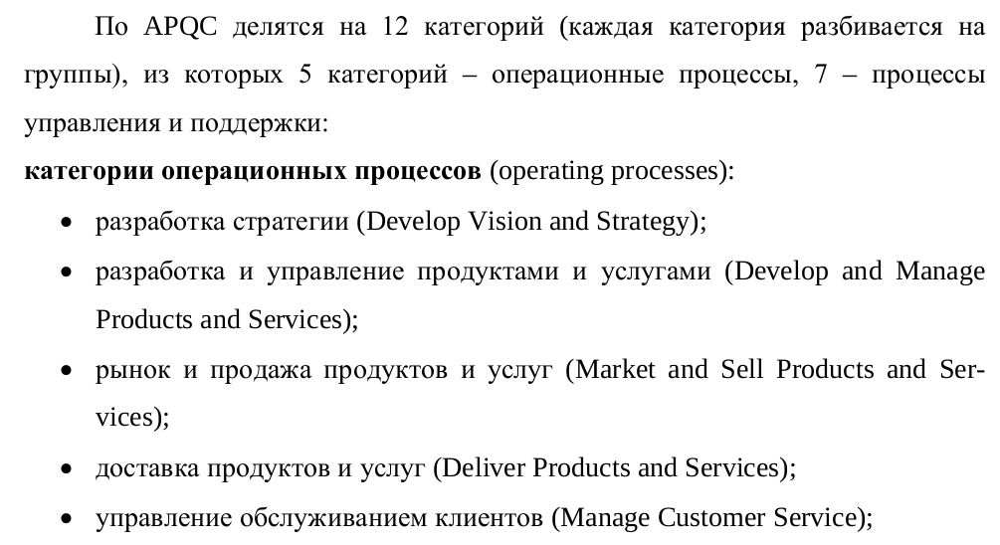 По APQC делятся на 12 категорий (каждая категория разбивается на
группы), из которых 5 категорий – операционные процессы, 7 – процессы
управления и поддержки:
категории операционных процессов (operating processes):
• разработка стратегии (Develop Vision and Strategy);
• разработка и управление продуктами и услугами (Develop and Manage
Products and Services);
• рынок и продажа продуктов и услуг (Market and Sell Products and Ser-
vices);
• доставка продуктов и услуг (Deliver Products and Services);
• управление обслуживанием клиентов (Manage Customer Service);